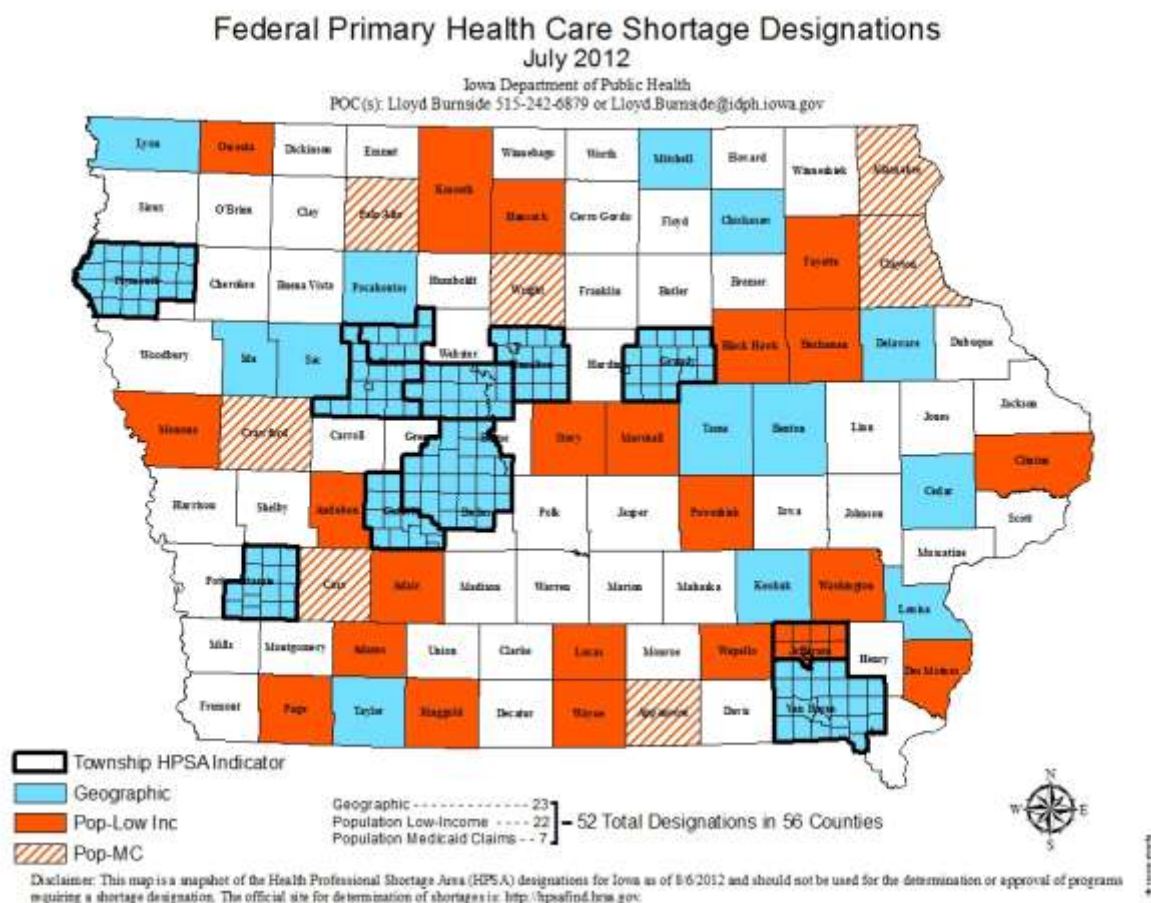 Federal Primary Health Care Shortage Designations
July 2012
Iowa Department of Public Health
POC(s): Lloyd Burnside 515-242-6879 or Lloyd.Burnside@idph.iowa.gov
Lyon
Osceola
Dickinson
Emmet
Kossuth
Winnebago
Worth
Mitchell
Howard
Winneshiek
Allamakee
Sioux
O'Brien
Clay
Palo Alto
Hancock
Cerro Gordo
Floyd
Chickasaw
Fayette
Clayton
Plymouth
Cherokee
Buena Vista
Pocahontas
Humboldt
Wright
Franklin
Butler
Bremer
Woodbury
Ida
Sac
Webster
Hardin
Grundy
Black Hawk
Buchanan
Delaware
Dubuque
Monona
Crawford
Carroll
Story
Marshall
Tama
Benton
Linn
Jones
Jackson
Clinton
Harrison
Shelby
Audubon
Dallas
Polk
Jasper
Poweshiek
Iowa
Johnson
Cedar
Scott
Muscatine
Pottawattamie
Cass
Adair
Madison
Warren
Marion
Mahaska
Keokuk
Washington
Louisa
Mills
Montgomery
Adams
Union
Clarke
Lucas
Monroe
Wapello
Jefferson
Henry
Des Moines
Fremont
Page
Taylor
Ringgold
Decatur
Wayne
Appanoose
Davis
Van Buren
Township HPSA Indicator
Geographic
Pop-Low Inc
Pop-MC
Geographic - - - - - - - - - - - - - - 23
Population Low-Income - - - - 22
Population Medicaid Claims - - 7
52 Total Designations in 56 Counties
N
W E
S
Disclaimer: This map is a snapshot of the Health Professional Shortage Area (HPSA) designations for Iowa as of 8/6/2012 and should not be used for the determination or approval of programs
requiring a shortage designation. The official site for determination of shortages is: http://hpsafind.hrsa.gov.